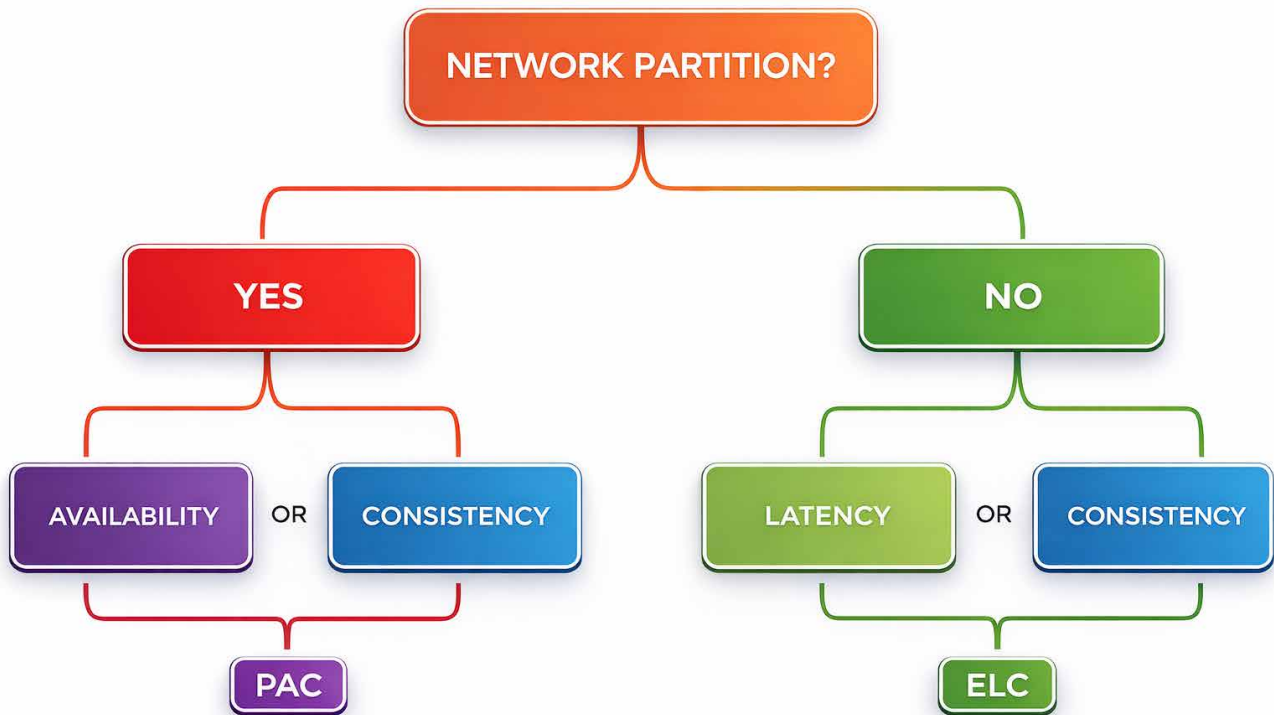 NETWORK PARTITION?
YES
NO
AVAILABILITY OR CONSISTENCY
LATENCY OR CONSISTENCY
PAC
ELC